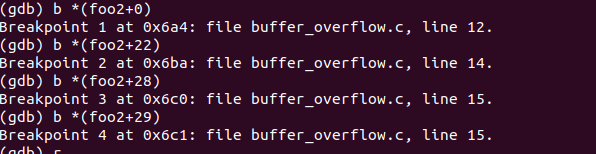 (gdb) b *(foo2+0)
Breakpoint 1 at 0x6a4: file buffer_overflow.c, line 12.
(gdb) b *(foo2+22)
Breakpoint 2 at 0x6ba: file buffer_overflow.c, line 14.
(gdb) b *(foo2+28)
Breakpoint 3 at 0x6c0: file buffer_overflow.c, line 15.
(gdb) b *(foo2+29)
Breakpoint 4 at 0x6c1: file buffer_overflow.c, line 15.
(gdb)